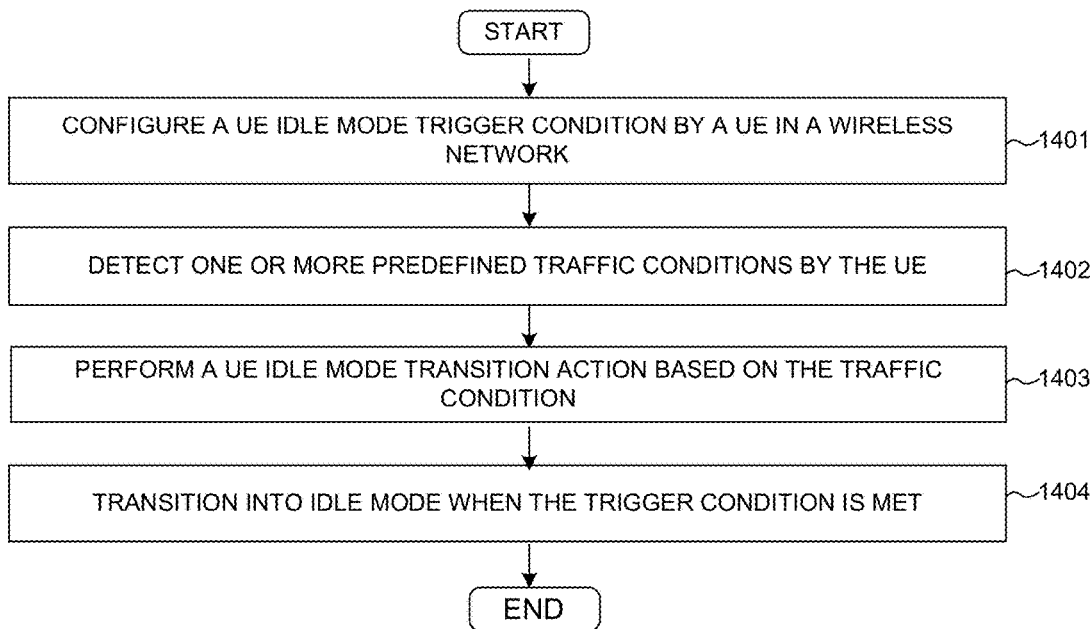 START
CONFIGURE A UE IDLE MODE TRIGGER CONDITION BY A UE IN A WIRELESS
NETWORK
1401
DETECT ONE OR MORE PREDEFINED TRAFFIC CONDITIONS BY THE UE
1402
PERFORM A UE IDLE MODE TRANSITION ACTION BASED ON THE TRAFFIC
CONDITION
1403
TRANSITION INTO IDLE MODE WHEN THE TRIGGER CONDITION IS MET
1404
END